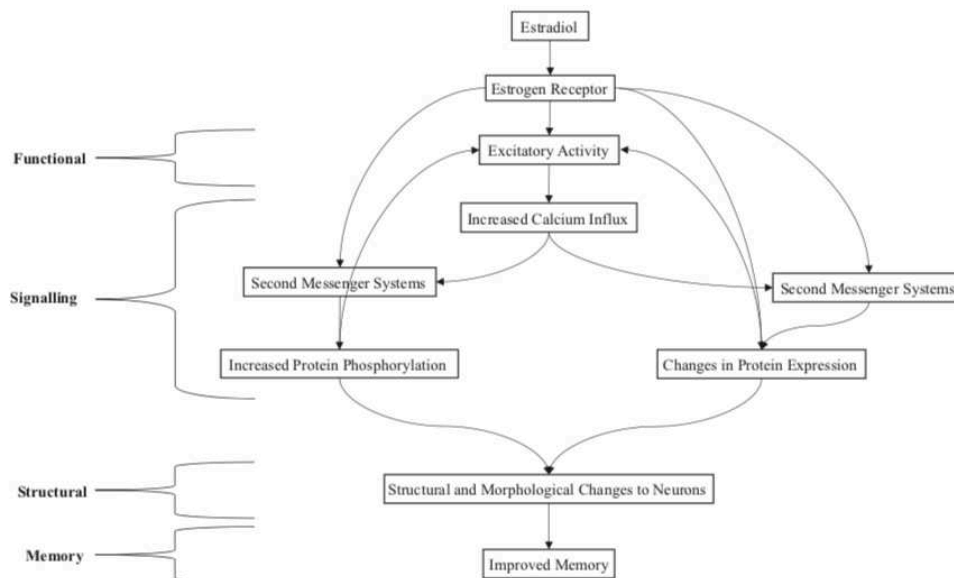 Estradiol
Estrogen Receptor
Functional
Excitatory Activity
Increased Calcium Influx
Signalling
Second Messenger Systems
Second Messenger Systems
Increased Protein Phosphorylation
Changes in Protein Expression
Structural
Structural and Morphological Changes to Neurons
Memory
Improved Memory